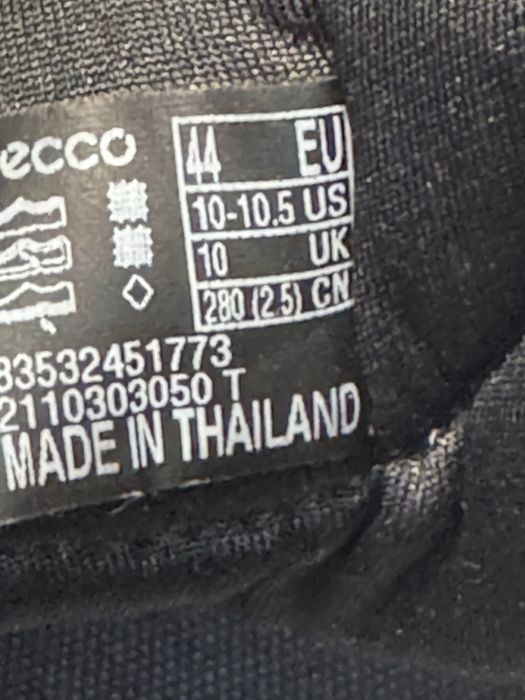 ecco
44 EU
10-10.5 US
10 UK
280 (2.5) CN
83532451773
2110303050 T
MADE IN THAILAND